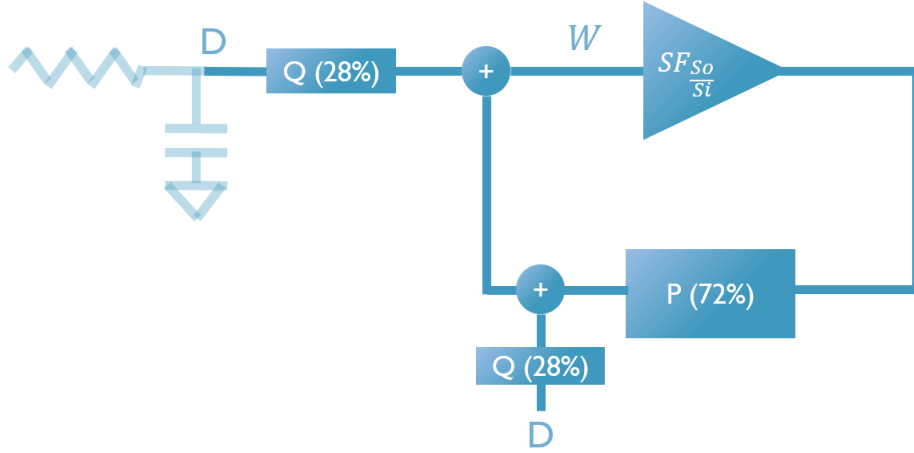 D
Q (28%)
+
W
SF So/Si
P (72%)
+
Q (28%)
D